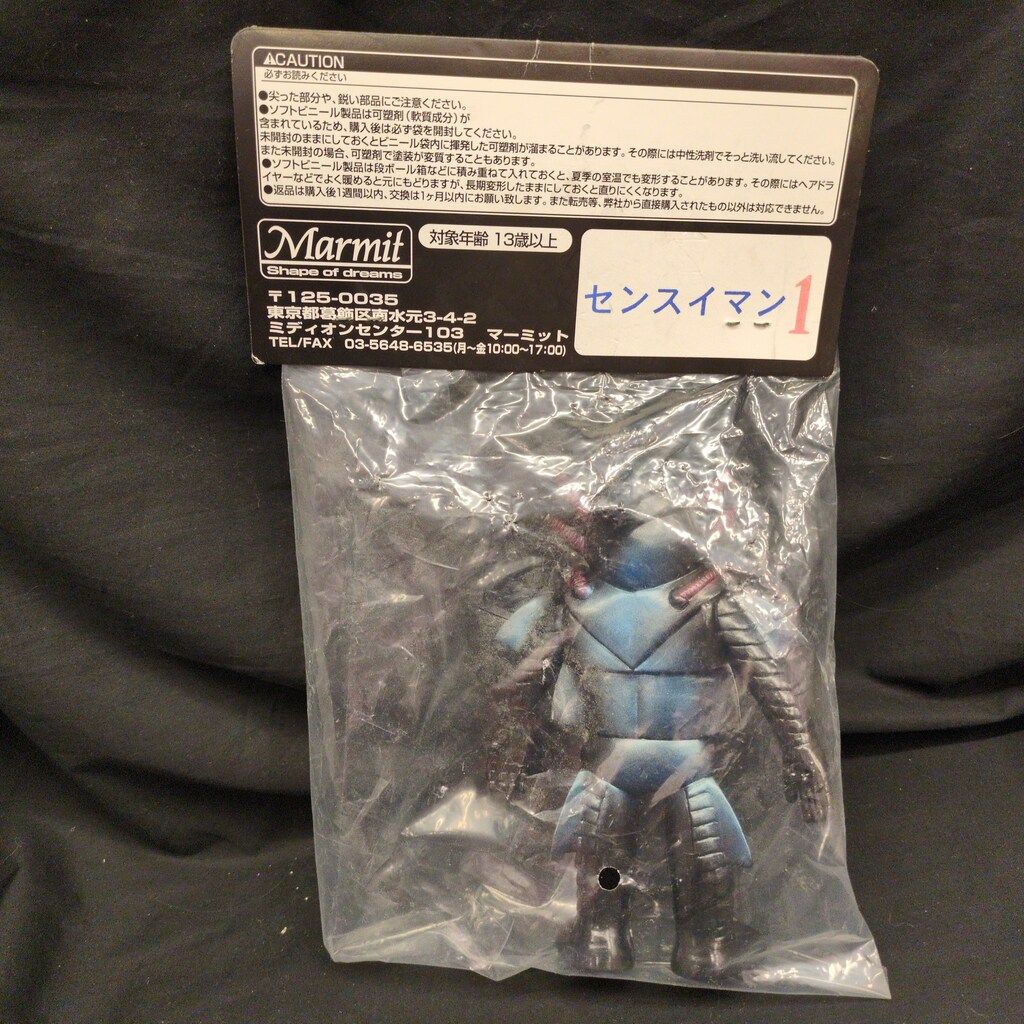 ⚠CAUTION
必ずお読みください
●尖った部分や、鋭い部品にご注意ください。
●ソフトビニール製品は可塑剤(軟質成分)が
含まれているため、購入後は必ず袋を開封してください。
未開封のままにしておくとビニール袋内に揮発した可塑剤が溜まることがあります。その際には中性洗剤でそっと洗い流してください。
また未開封の場合、可塑剤で塗装が変質することもあります。
●ソフトビニール製品は段ボール箱などに積み重ねて入れておくと、夏季の室温でも変形することがあります。その際にはヘアドラ
イヤーなどでよく暖めると元にもどりますが、長期変形したままにしておくと直りにくくなります。
●返品は購入後1週間以内、交換は1ヶ月以内にお願い致します。また転売等、弊社から直接購入されたもの以外は対応できません。
Marmit
Shape of dreams
対象年齢 13歳以上
〒125-0035
東京都葛飾区南水元3-4-2
ミディオンセンター103 マーミット
TEL/FAX 03-5648-6535(月〜金10:00〜17:00)
センスイマン1